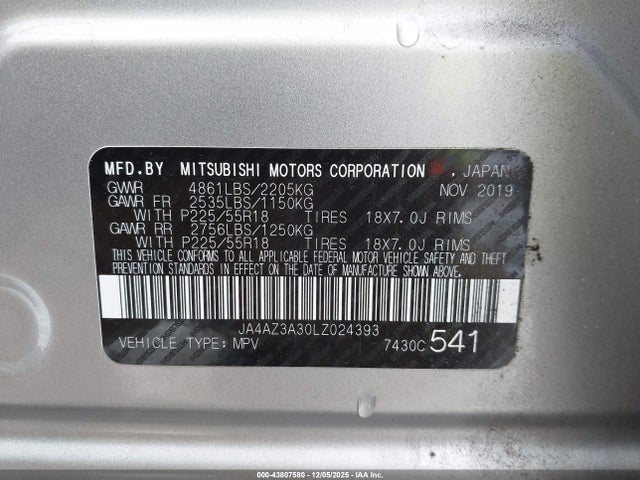 MFD.BY MITSUBISHI MOTORS CORPORATION , JAPAN
GVWR 4861LBS/2205KG NOV 2019
GAWR FR 2535LBS/1150KG
WITH P225/55R18 TIRES 18X7.0J RIMS
GAWR RR 2756LBS/1250KG
WITH P225/55R18 TIRES 18X7.0J RIMS
THIS VEHICLE CONFORMS TO ALL APPLICABLE FEDERAL MOTOR VEHICLE SAFETY AND THEFT
PREVENTION STANDARDS IN EFFECT ON THE DATE OF MANUFACTURE SHOWN ABOVE.
JA4AZ3A30LZ024393
VEHICLE TYPE: MPV 7430C 541
000-43807580 - 12/05/2025 - IAA Inc.